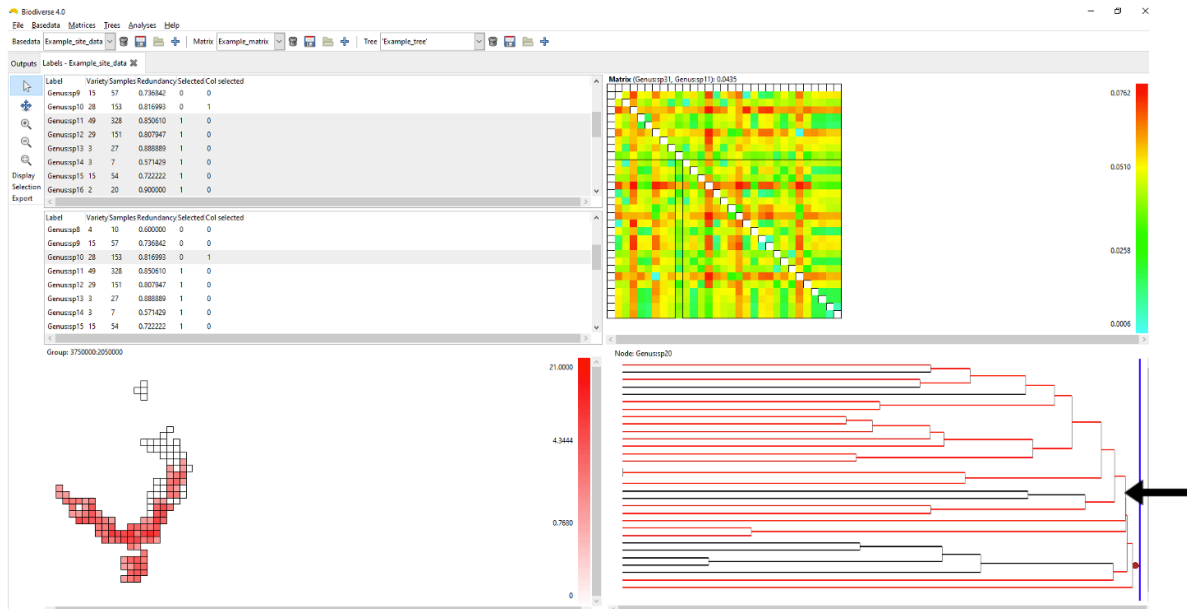 Biodiverse 4.0
File Basedata Matrices Trees Analyses Help
Basedata Example_site_data Matrix Example_matrix Tree 'Example_tree'
Outputs Labels - Example_site_data
Label Variety Samples Redundancy Selected Col selected
Genus:sp9 15 57 0.736842 0 0
Genus:sp10 28 153 0.816993 0 1
Genus:sp11 49 328 0.850610 1 0
Genus:sp12 29 151 0.807947 1 0
Genus:sp13 3 27 0.888889 1 0
Genus:sp14 3 7 0.571429 1 0
Genus:sp15 15 54 0.722222 1 0
Genus:sp16 2 20 0.900000 1 0
Display
Selection
Export
Label Variety Samples Redundancy Selected Col selected
Genus:sp8 4 10 0.600000 0 0
Genus:sp9 15 57 0.736842 0 0
Genus:sp10 28 153 0.816993 0 1
Genus:sp11 49 328 0.850610 1 0
Genus:sp12 29 151 0.807947 1 0
Genus:sp13 3 27 0.888889 1 0
Genus:sp14 3 7 0.571429 1 0
Genus:sp15 15 54 0.722222 1 0
Matrix (Genus:sp31, Genus:sp11): 0.0435
0.0762
0.0510
0.0258
0.0006
Group: 3750000:2050000
21.0000
4.3444
0.7680
0
Node: Genus:sp20